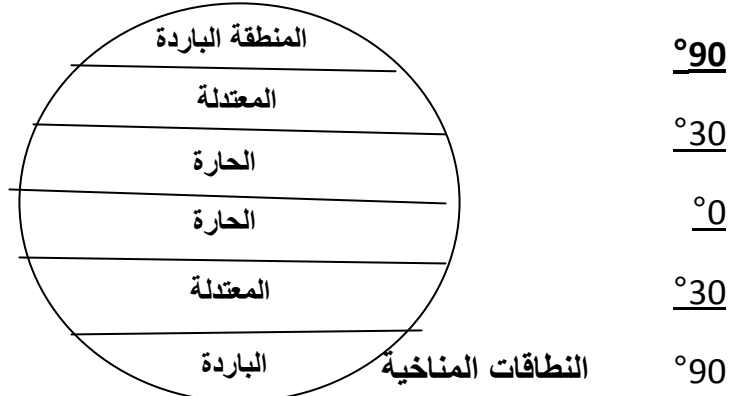 المنطقة الباردة
°90
المعتدلة
°30
الحارة
°0
الحارة
°30
المعتدلة
°90
النطاقات المناخية
الباردة